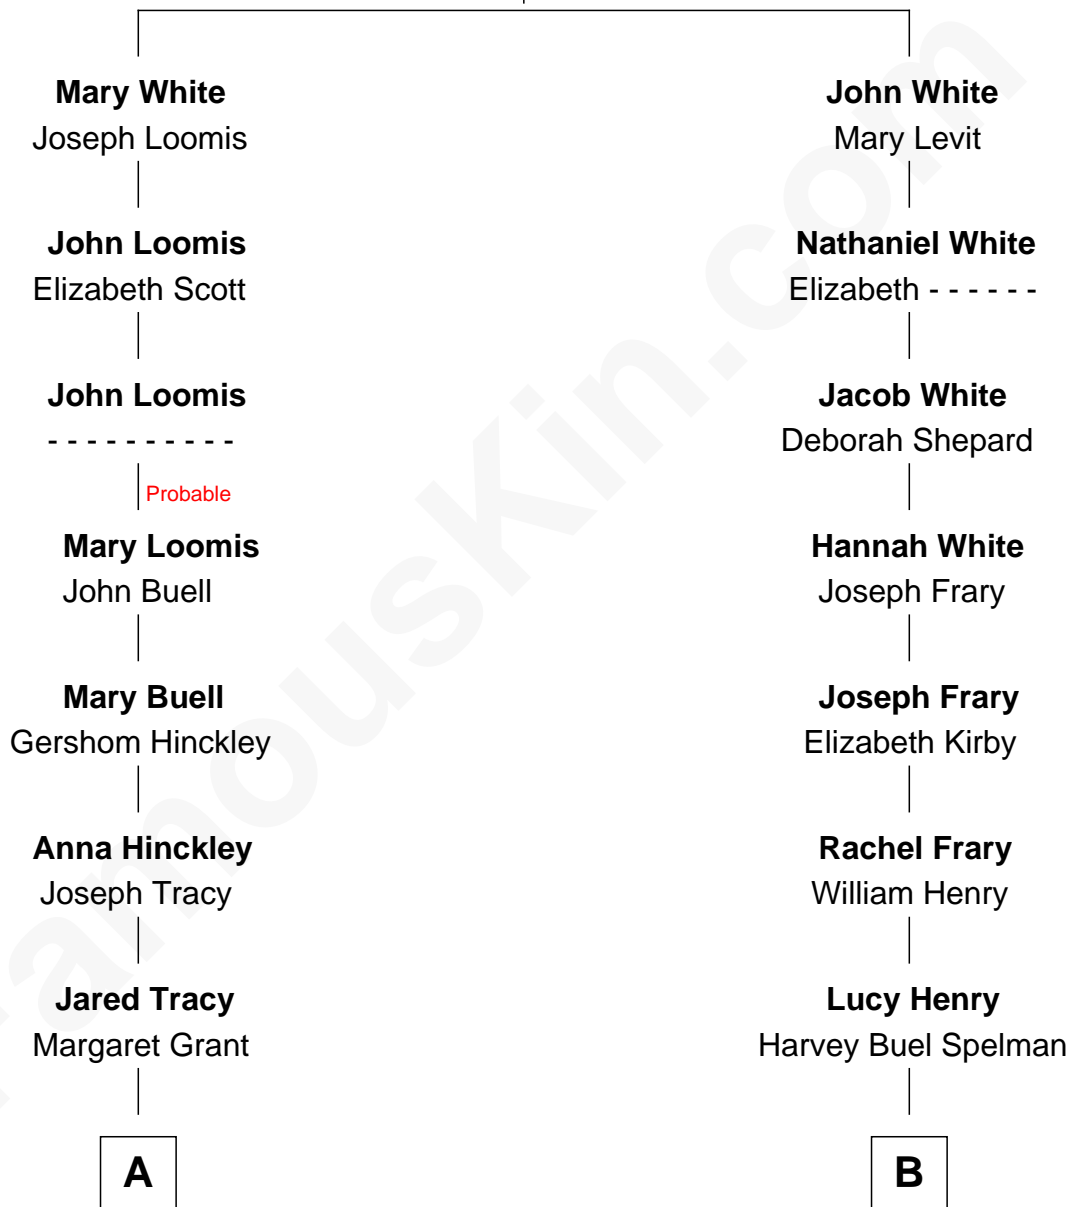 Mary White
Joseph Loomis
John White
Mary Levit
John Loomis
Elizabeth Scott
Nathaniel White
Elizabeth - - - - - -
John Loomis
- - - - - - - - - -
Jacob White
Deborah Shepard
Probable
Mary Loomis
John Buell
Hannah White
Joseph Frary
Mary Buell
Gershom Hinckley
Joseph Frary
Elizabeth Kirby
Anna Hinckley
Joseph Tracy
Rachel Frary
William Henry
Jared Tracy
Margaret Grant
Lucy Henry
Harvey Buel Spelman
A
B
FamousKin.com